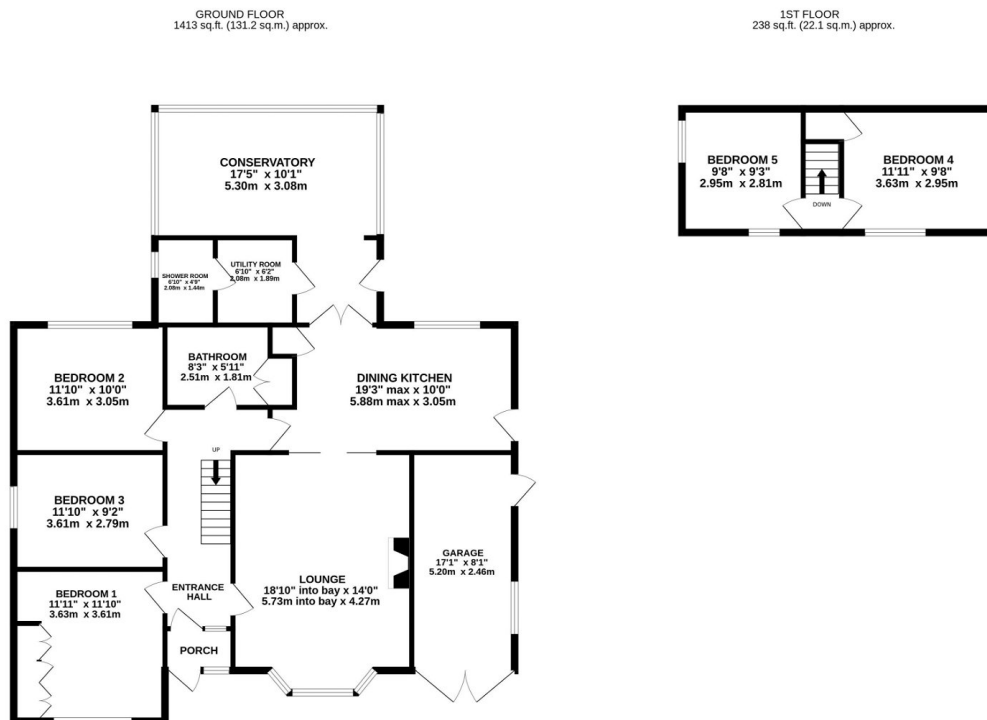 GROUND FLOOR
1413 sq.ft. (131.2 sq.m.) approx.
1ST FLOOR
238 sq.ft. (22.1 sq.m.) approx.
CONSERVATORY
17'5" x 10'1"
5.30m x 3.08m
BEDROOM 5
9'8" x 9'3"
2.95m x 2.81m
DOWN
BEDROOM 4
11'11" x 9'8"
3.63m x 2.95m
SHOWER ROOM
6'10" x 4'9"
2.08m x 1.44m
UTILITY ROOM
6'10" x 6'2"
2.08m x 1.89m
BATHROOM
8'3" x 5'11"
2.51m x 1.81m
BEDROOM 2
11'10" x 10'0"
3.61m x 3.05m
DINING KITCHEN
19'3" max x 10'0"
5.88m max x 3.05m
UP
BEDROOM 3
11'10" x 9'2"
3.61m x 2.79m
GARAGE
17'1" x 8'1"
5.20m x 2.46m
LOUNGE
18'10" into bay x 14'0"
5.73m into bay x 4.27m
ENTRANCE
HALL
BEDROOM 1
11'11" x 11'10"
3.63m x 3.61m
PORCH